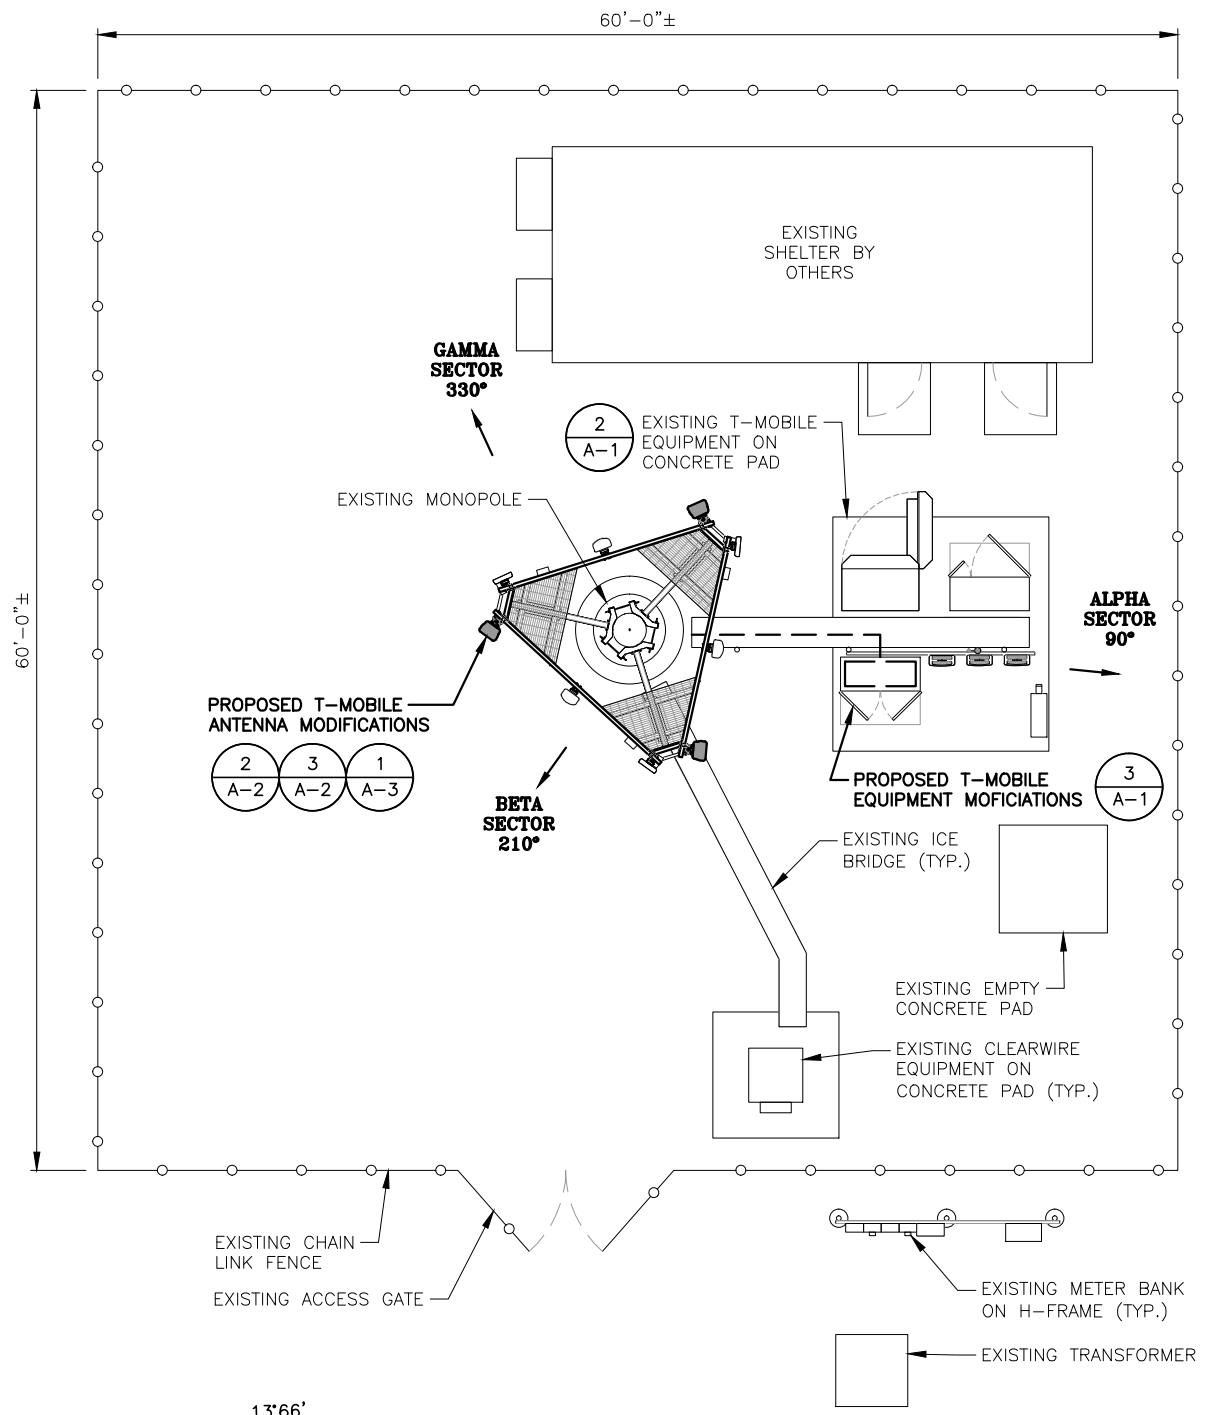 60'-0"±
60'-0"±
EXISTING
SHELTER BY
OTHERS
GAMMA
SECTOR
330°
2
A-1
EXISTING T-MOBILE
EQUIPMENT ON
CONCRETE PAD
EXISTING MONOPOLE
ALPHA
SECTOR
90°
PROPOSED T-MOBILE
ANTENNA MODIFICATIONS
2
A-2
3
A-2
1
A-3
BETA
SECTOR
210°
PROPOSED T-MOBILE
EQUIPMENT MOFICIATIONS
3
A-1
EXISTING ICE
BRIDGE (TYP.)
EXISTING EMPTY
CONCRETE PAD
EXISTING CLEARWIRE
EQUIPMENT ON
CONCRETE PAD (TYP.)
EXISTING CHAIN
LINK FENCE
EXISTING ACCESS GATE
EXISTING METER BANK
ON H-FRAME (TYP.)
EXISTING TRANSFORMER
13°66'